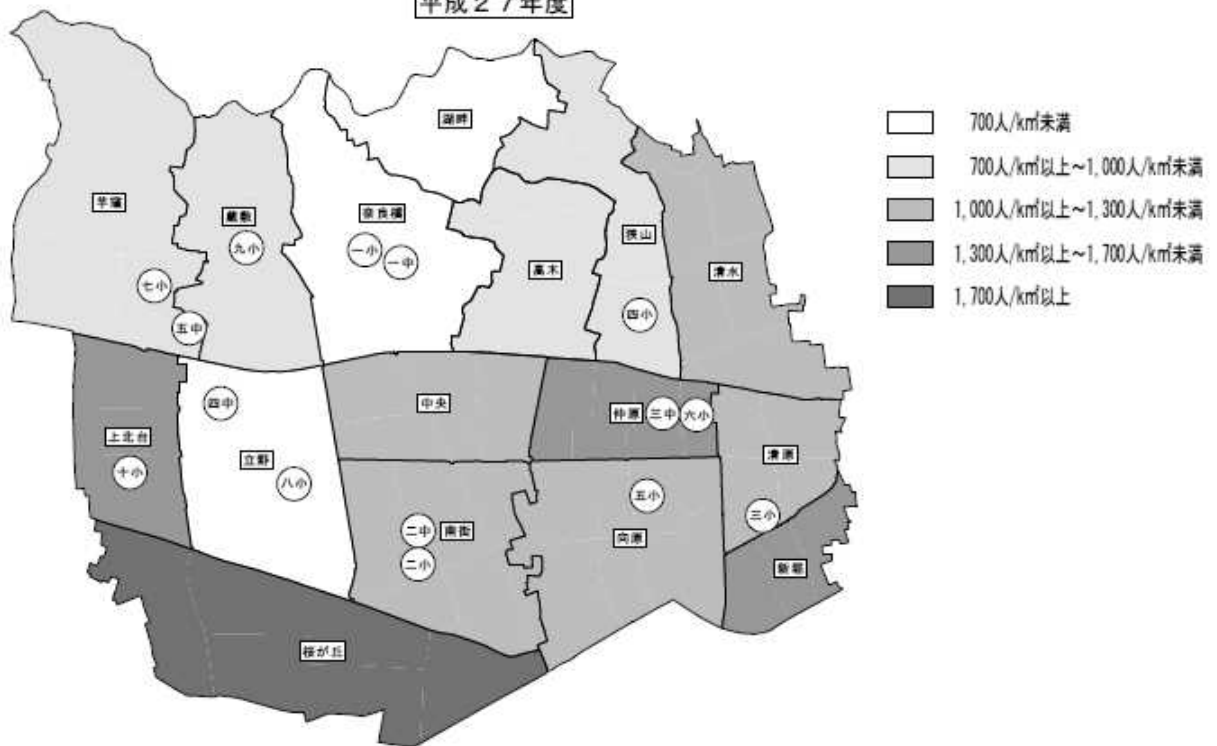 平成２７年度
湖畔
芋窪
蔵敷
奈良橋
狭山
高木
清水
九小
一小
一中
七小
四小
五中
700人/k㎡未満
700人/k㎡以上～1,000人/k㎡未満
1,000人/k㎡以上～1,300人/k㎡未満
1,300人/k㎡以上～1,700人/k㎡未満
1,700人/k㎡以上
四中
中央
仲原
三中
六小
上北台
立野
清原
十小
八小
五小
三小
二中
南街
向原
二小
新堀
桜が丘